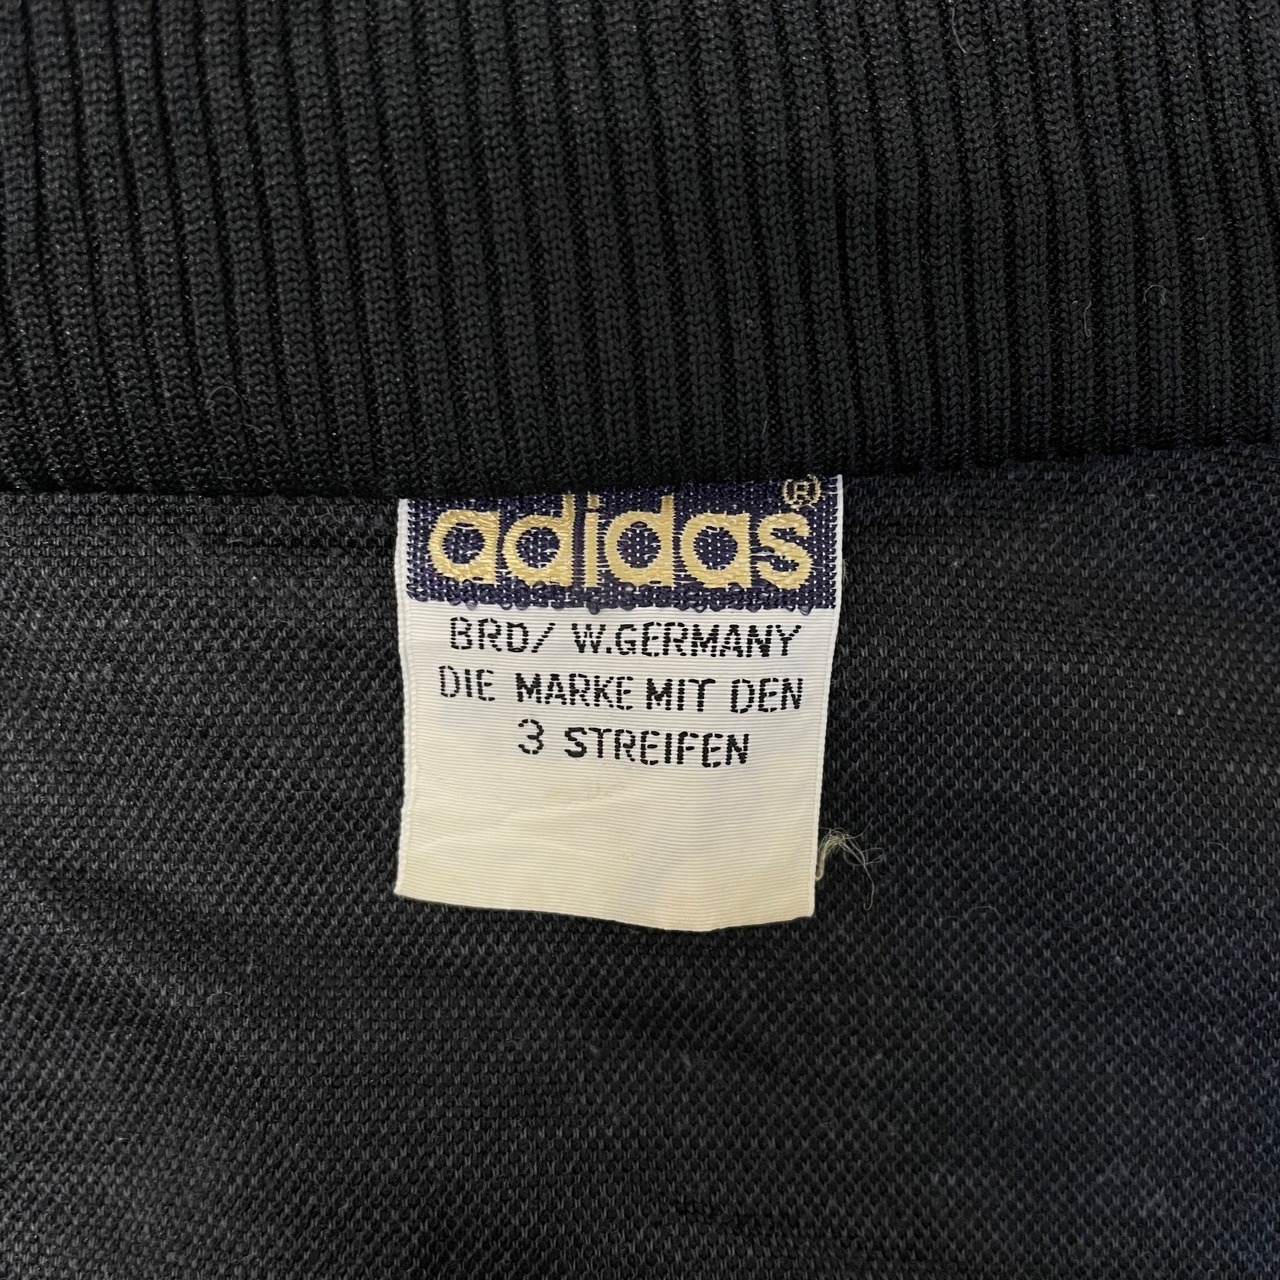 adidas®
BRD/ W.GERMANY
DIE MARKE MIT DEN
3 STREIFEN